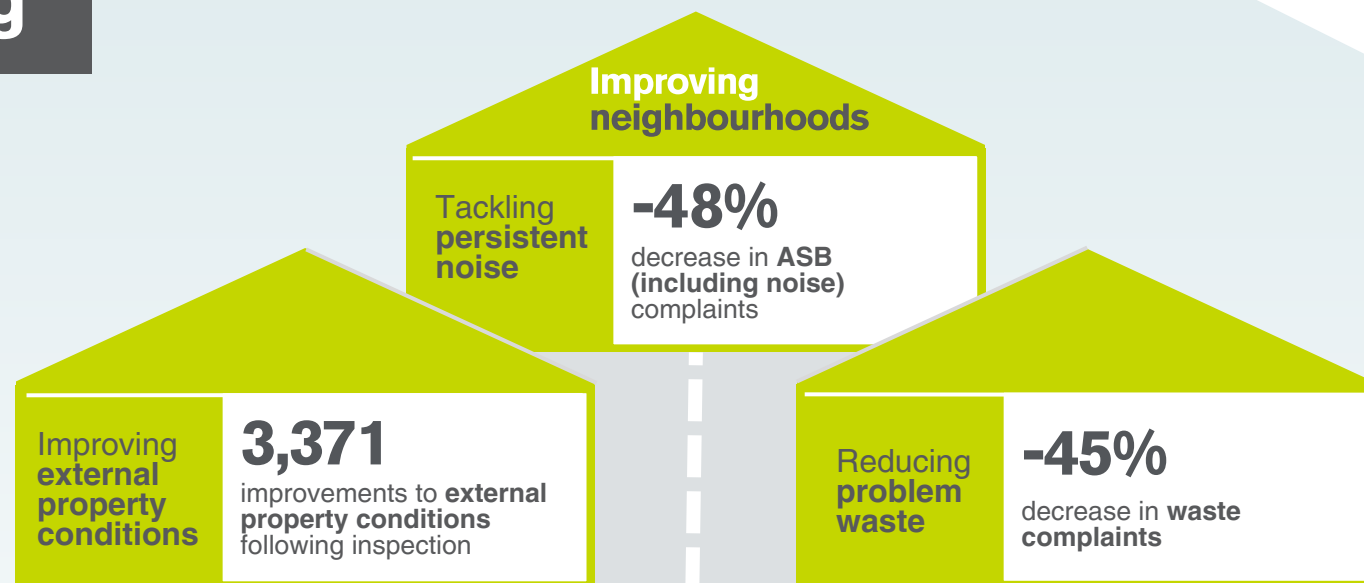 g
Improving
neighbourhoods
Tackling
persistent
noise
-48%
decrease in ASB
(including noise)
complaints
Improving
external
property
conditions
3,371
improvements to external
property conditions
following inspection
Reducing
problem
waste
-45%
decrease in waste
complaints